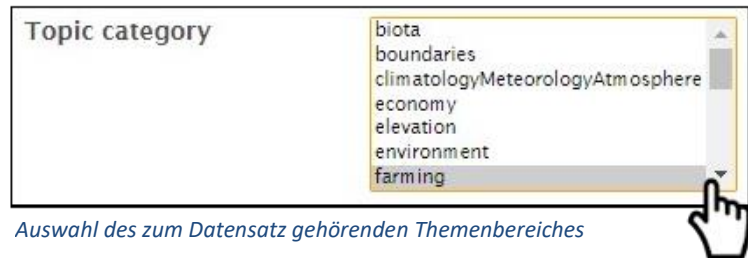 Topic category
biota
boundaries
climatologyMeteorologyAtmosphere
economy
elevation
environment
farming
Auswahl des zum Datensatz gehörenden Themenbereiches